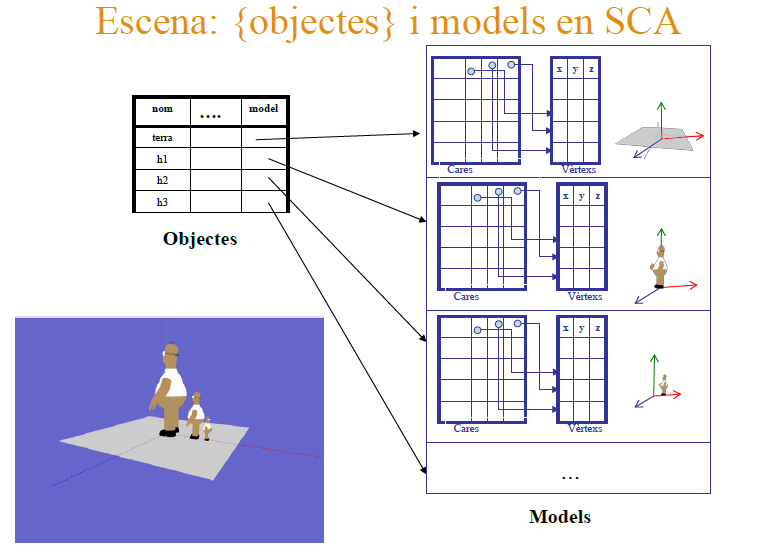 Escena: {objectes} i models en SCA
nom .... model
terra
h1
h2
h3
Objectes
x y z
Cares Vèrtexs
x y z
Cares Vèrtexs
x y z
Cares Vèrtexs
...
Models